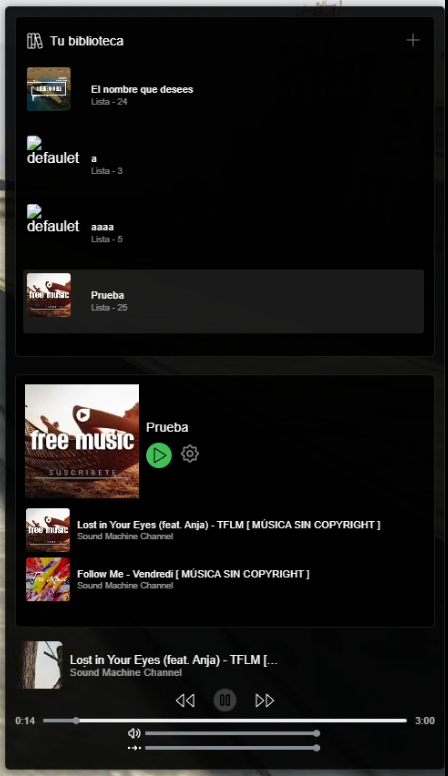 Tu biblioteca
El nombre que desees
Lista - 24
defaulet
a
Lista - 3
defaulet
aaaa
Lista - 5
free music
Prueba
Lista - 25
free music
SUSCRIBETE
Prueba
free music
Lost in Your Eyes (feat. Anja) - TFLM [ MÚSICA SIN COPYRIGHT ]
Sound Machine Channel
Follow Me - Vendredi [ MÚSICA SIN COPYRIGHT ]
Sound Machine Channel
Lost in Your Eyes (feat. Anja) - TFLM [...
Sound Machine Channel
0:14
3:00